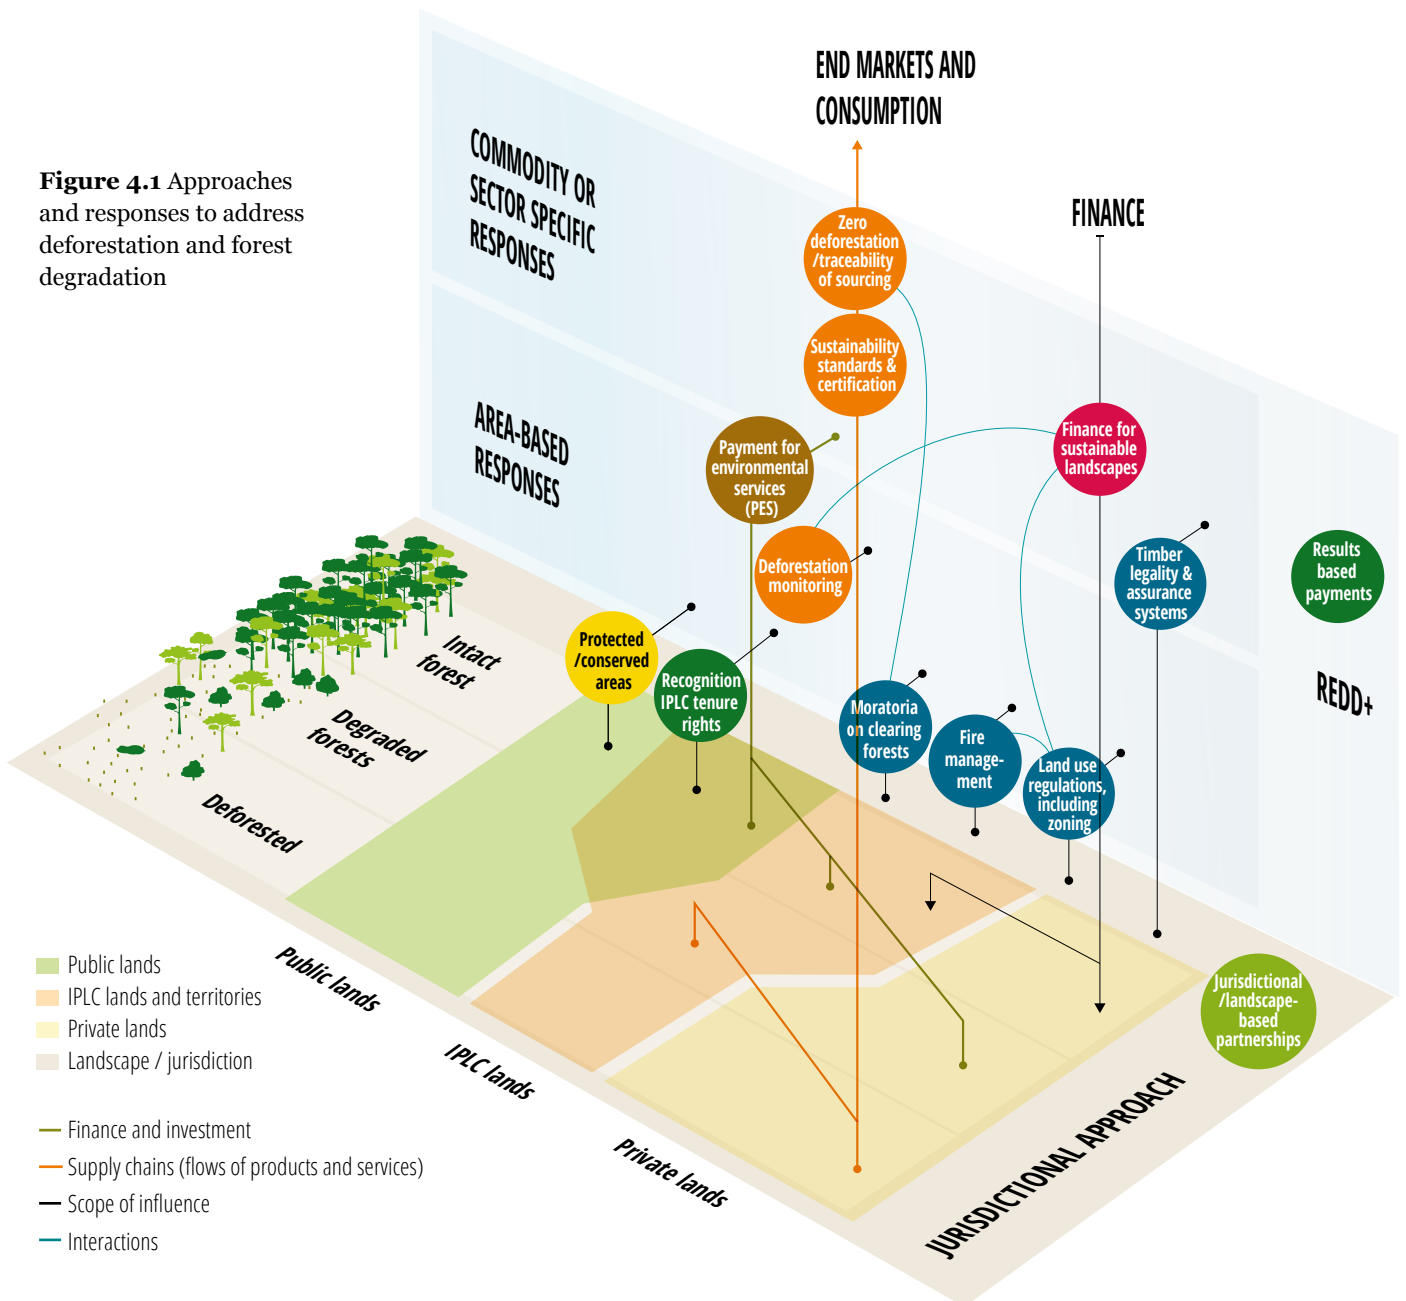 Figure 4.1 Approaches
and responses to address
deforestation and forest
degradation
COMMODITY OR
SECTOR SPECIFIC
RESPONSES
AREA-BASED
RESPONSES
END MARKETS AND
CONSUMPTION
FINANCE
Zero
deforestation
/traceability
of sourcing
Sustainability
standards &
certification
Payment for
environmental
services
(PES)
Deforestation
monitoring
Finance for
sustainable
landscapes
Timber
legality &
assurance
systems
Results
based
payments
REDD+
Protected
/conserved
areas
Recognition
IPLC tenure
rights
Moratoria
on clearing
forests
Fire
manage-
ment
Land use
regulations,
including
zoning
Intact
forest
Degraded
forests
Deforested
Public lands
IPLC lands
Private lands
JURISDICTIONAL APPROACH
Jurisdictional
/landscape-
based
partnerships
Public lands
IPLC lands and territories
Private lands
Landscape / jurisdiction
Finance and investment
Supply chains (flows of products and services)
Scope of influence
Interactions